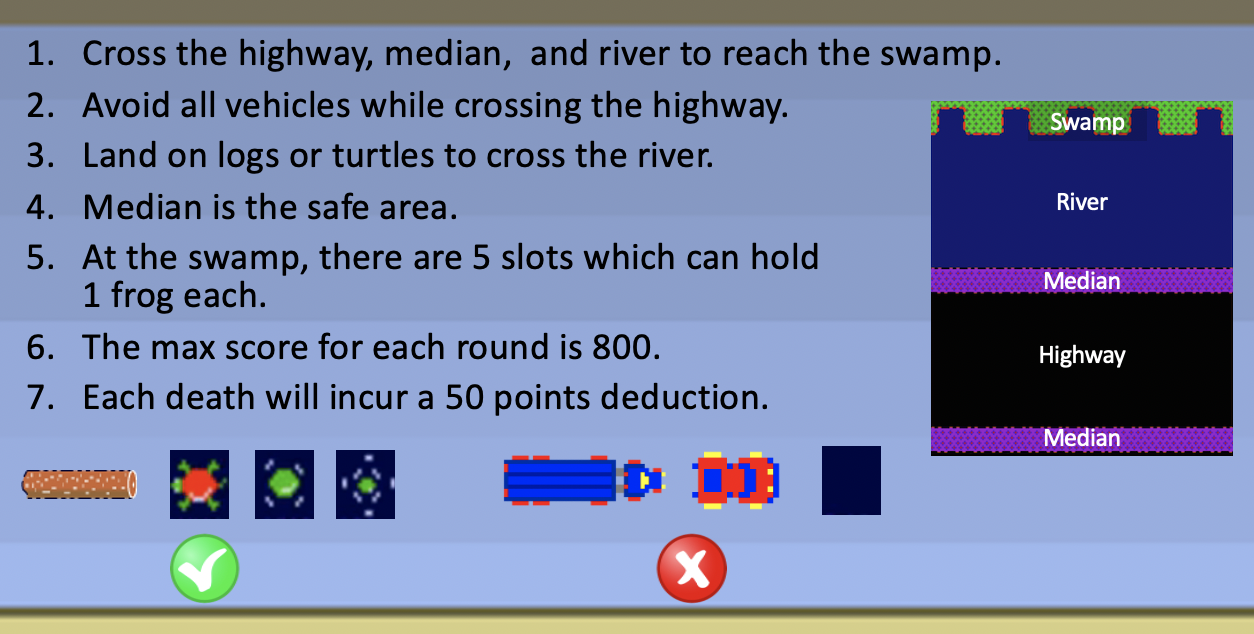 1. Cross the highway, median, and river to reach the swamp.
2. Avoid all vehicles while crossing the highway.
3. Land on logs or turtles to cross the river.
4. Median is the safe area.
5. At the swamp, there are 5 slots which can hold
1 frog each.
6. The max score for each round is 800.
7. Each death will incur a 50 points deduction.
Swamp
River
Median
Highway
Median